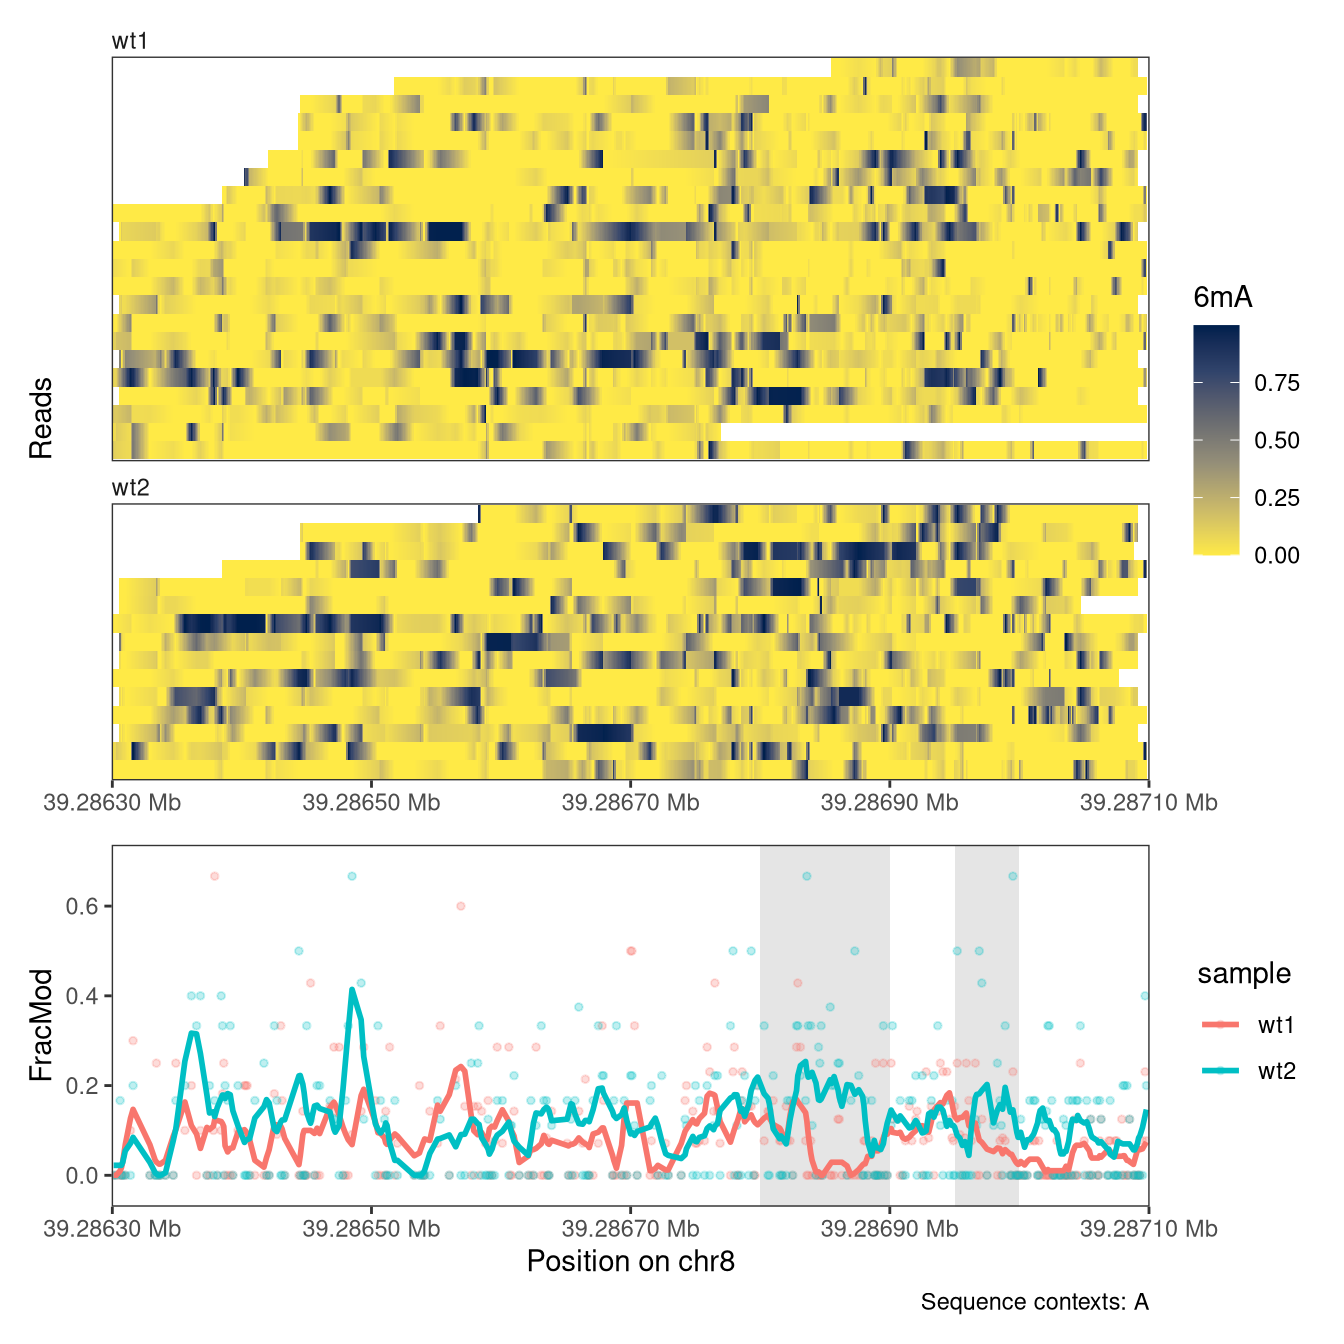 wt1
Reads
6mA
0.75
0.50
0.25
0.00
wt2
39.28630 Mb 39.28650 Mb 39.28670 Mb 39.28690 Mb 39.28710 Mb
FracMod
0.6
0.4
0.2
0.0
sample
wt1
wt2
39.28630 Mb 39.28650 Mb 39.28670 Mb 39.28690 Mb 39.28710 Mb
Position on chr8
Sequence contexts: A